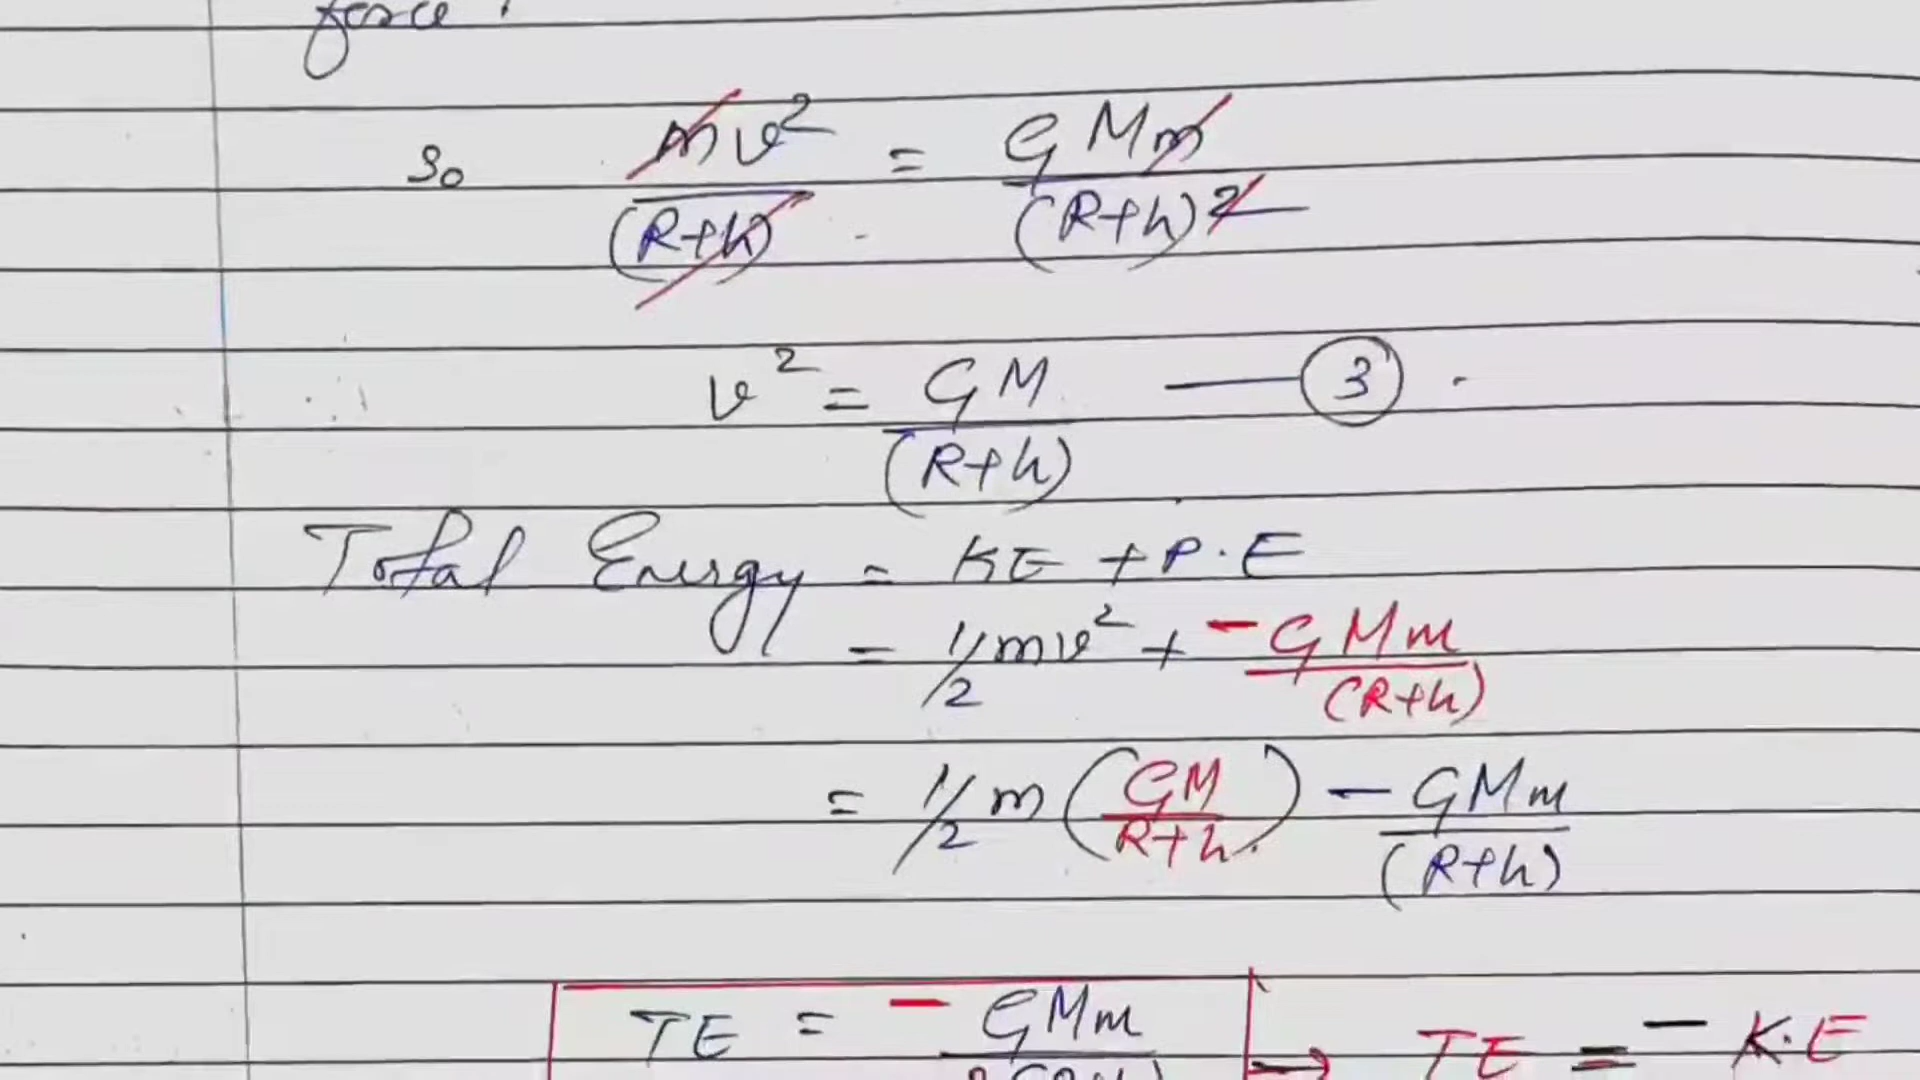 force.
So mv² / (R+h) = GMm / (R+h)²
v² = GM / (R+h) — 3
Total Energy = KE + P.E
= 1/2 mv² + - GMm / (R+h)
= 1/2 m (GM / R+h) - GMm / (R+h)
TE = - GMm → TE = - K.E